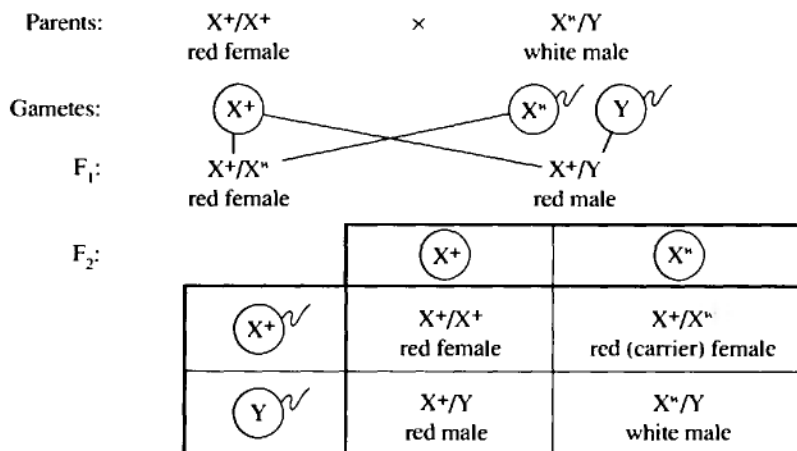 Parents: X⁺/X⁺ × Xʷ/Y
red female white male
Gametes: X⁺ Xʷ Y
F₁: X⁺/Xʷ X⁺/Y
red female red male
F₂: X⁺ Xʷ
X⁺ X⁺/X⁺ X⁺/Xʷ
red female red (carrier) female
Y X⁺/Y Xʷ/Y
red male white male